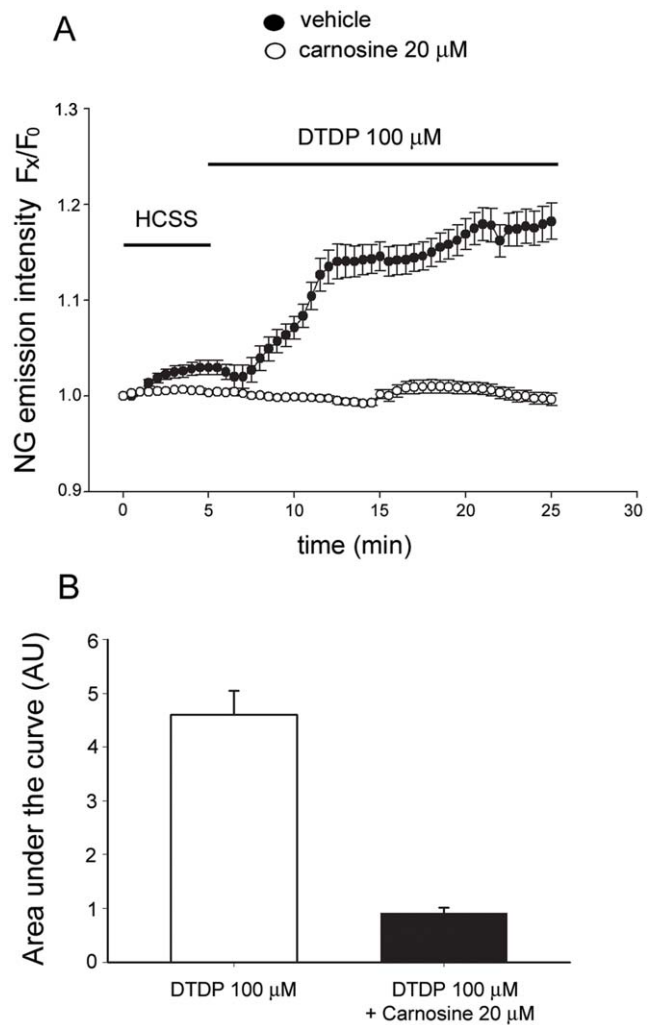 A
vehicle
carnosine 20 μM
NG emission intensity Fx/F0
1.3
1.2
1.1
1.0
0.9
HCSS
DTDP 100 μM
0 5 10 15 20 25 30
time (min)
B
Area under the curve (AU)
6
5
4
3
2
1
0
DTDP 100 μM
DTDP 100 μM
+ Carnosine 20 μM